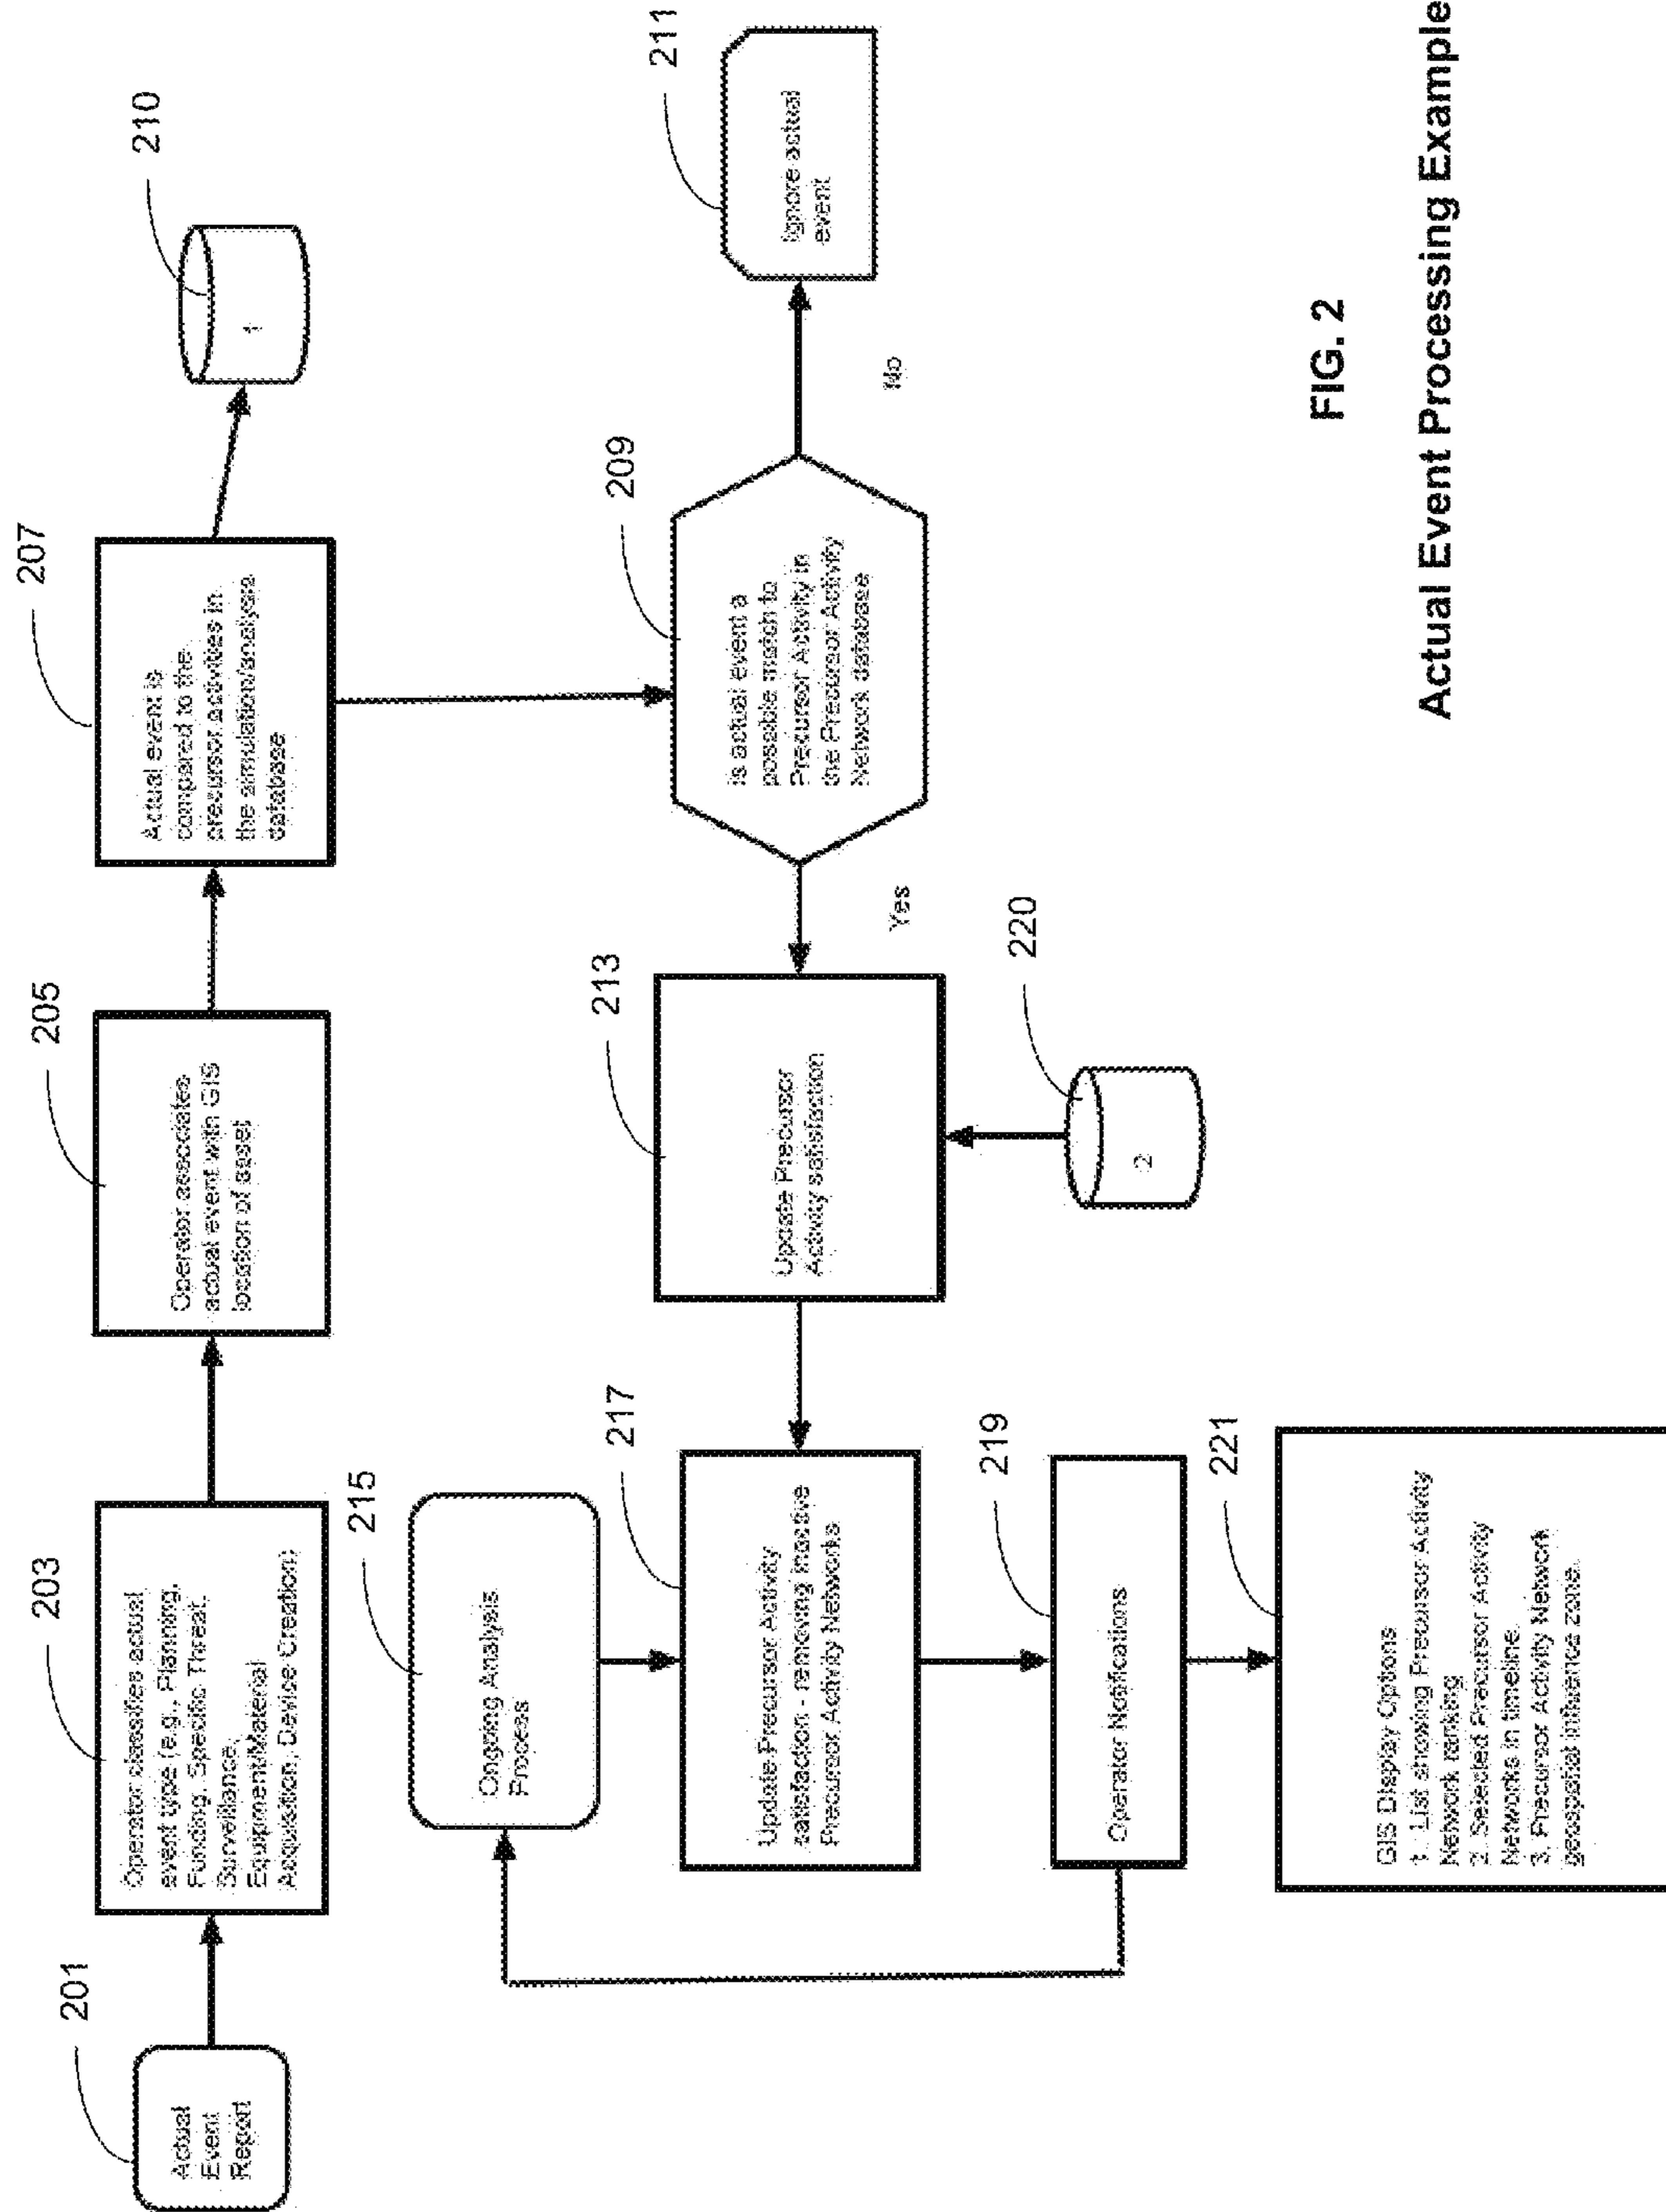 201
Actual
Event
Report
203
Operator classifies actual
event type (e.g., Planning,
Funding, Specific Threat,
Surveillance,
Equipment/Material
Acquisition, Device Creation)
205
Operator associates
actual event with GIS
location of asset
207
Actual event is
compared to the
precursor activities in
the simulation/analysis
database
210
1
209
is actual event a
possible match to
Precursor Activity in
the Precursor Activity
Network database
No
211
Ignore actual
event
Yes
213
Update Precursor
Activity satisfaction
220
2
215
Ongoing Analysis
Process
217
Update Precursor Activity
satisfaction - removing inactive
Precursor Activity Networks
219
Operator Notifications
221
GIS Display Options
1. List showing Precursor Activity
Network ranking
2. Selected Precursor Activity
Networks in timeline.
3. Precursor Activity Network
geospatial influence zone.
FIG. 2
Actual Event Processing Example